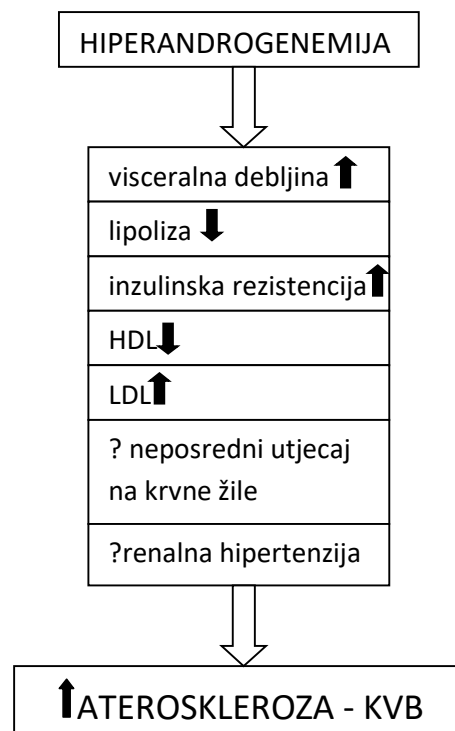 HIPERANDROGENEMIJA
visceralna debljina
lipoliza
inzulinska rezistencija
HDL
LDL
? neposredni utjecaj
na krvne žile
?renalna hipertenzija
ATEROSKLEROZA - KVB